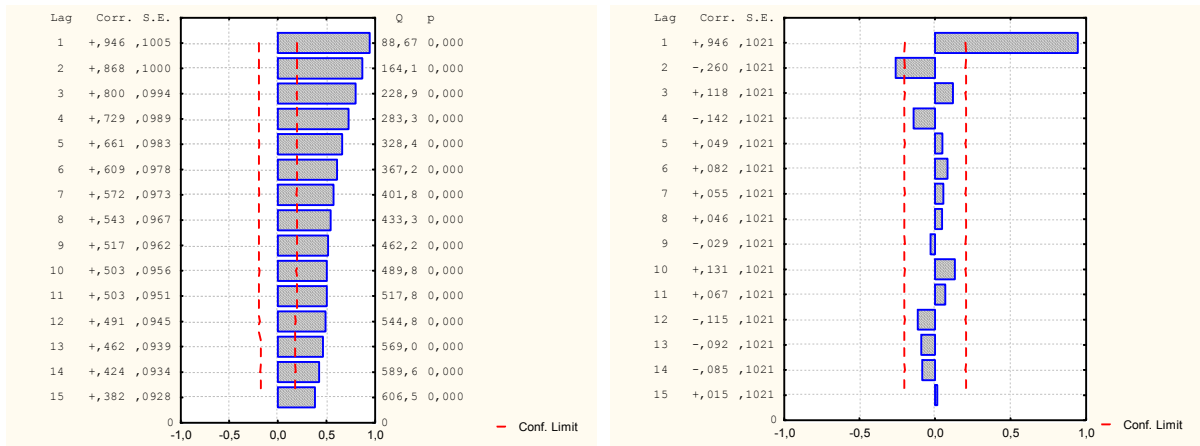 Lag Corr. S.E. Q p
1 +,946 ,1005 88,67 0,000
2 +,868 ,1000 164,1 0,000
3 +,800 ,0994 228,9 0,000
4 +,729 ,0989 283,3 0,000
5 +,661 ,0983 328,4 0,000
6 +,609 ,0978 367,2 0,000
7 +,572 ,0973 401,8 0,000
8 +,543 ,0967 433,3 0,000
9 +,517 ,0962 462,2 0,000
10 +,503 ,0956 489,8 0,000
11 +,503 ,0951 517,8 0,000
12 +,491 ,0945 544,8 0,000
13 +,462 ,0939 569,0 0,000
14 +,424 ,0934 589,6 0,000
15 +,382 ,0928 606,5 0,000
0 0
-1,0 -0,5 0,0 0,5 1,0
Conf. Limit
Lag Corr. S.E.
1 +,946 ,1021
2 -,260 ,1021
3 +,118 ,1021
4 -,142 ,1021
5 +,049 ,1021
6 +,082 ,1021
7 +,055 ,1021
8 +,046 ,1021
9 -,029 ,1021
10 +,131 ,1021
11 +,067 ,1021
12 -,115 ,1021
13 -,092 ,1021
14 -,085 ,1021
15 +,015 ,1021
0
-1,0 -0,5 0,0 0,5 1,0
Conf. Limit